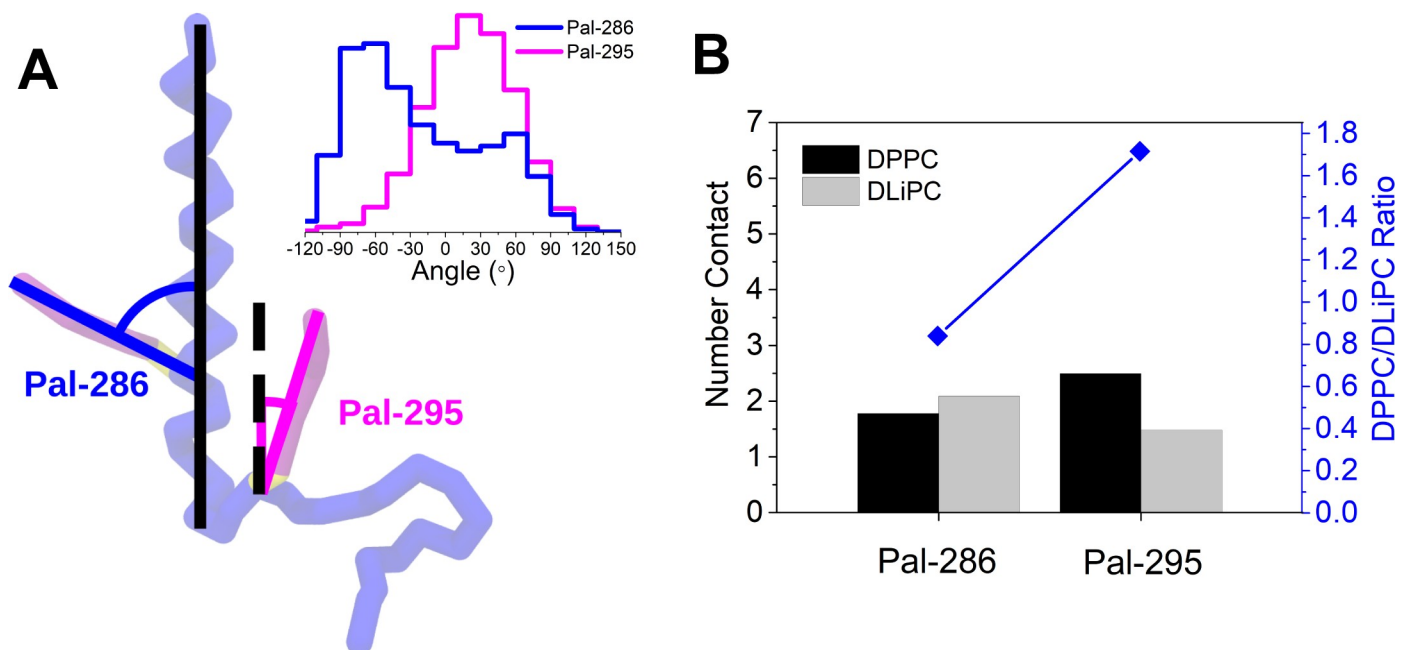 A
Pal-286
Pal-295
-120 -90 -60 -30 0 30 60 90 120 150
Angle (°)
Pal-286
Pal-295
B
Number Contact
7
6
5
4
3
2
1
0
DPPC
DLiPC
1.8
1.6
1.4
1.2
1.0
0.8
0.6
0.4
0.2
0.0
DPPC/DLiPC Ratio
Pal-286 Pal-295